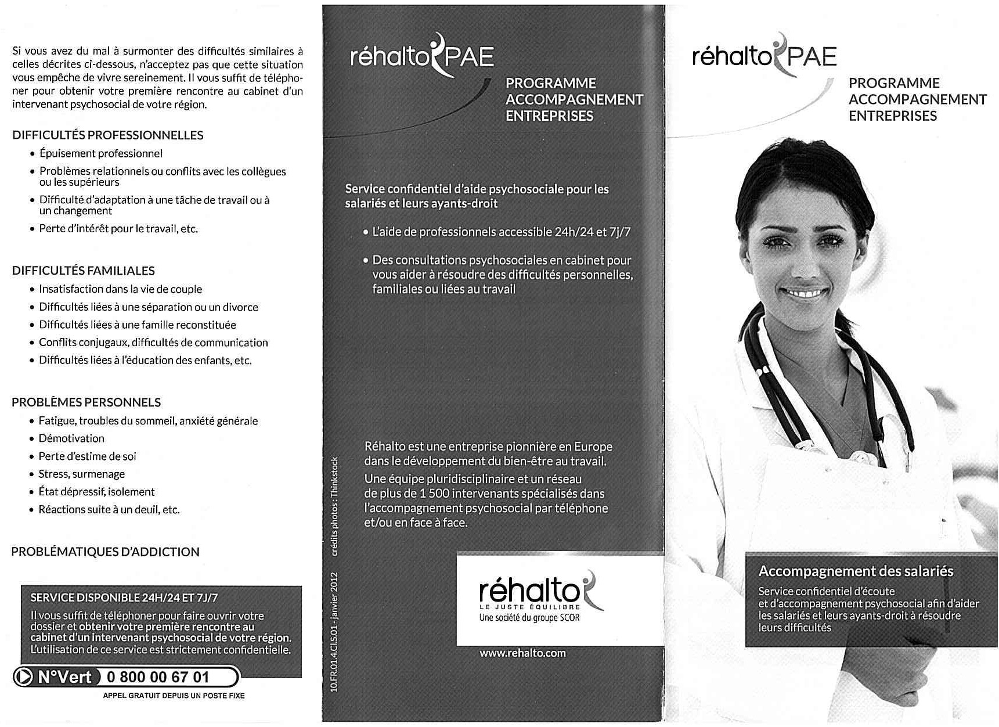 Si vous avez du mal à surmonter des difficultés similaires à
celles décrites ci-dessous, n'acceptez pas que cette situation
vous empêche de vivre sereinement. Il vous suffit de télépho-
ner pour obtenir votre première rencontre au cabinet d'un
intervenant psychosocial de votre région.
DIFFICULTÉS PROFESSIONNELLES
• Épuisement professionnel
• Problèmes relationnels ou conflits avec les collègues
ou les supérieurs
• Difficulté d'adaptation à une tâche de travail ou à
un changement
• Perte d'intérêt pour le travail, etc.
DIFFICULTÉS FAMILIALES
• Insatisfaction dans la vie de couple
• Difficultés liées à une séparation ou un divorce
• Difficultés liées à une famille reconstituée
• Conflits conjugaux, difficultés de communication
• Difficultés liées à l'éducation des enfants, etc.
PROBLÈMES PERSONNELS
• Fatigue, troubles du sommeil, anxiété générale
• Démotivation
• Perte d'estime de soi
• Stress, surmenage
• État dépressif, isolement
• Réactions suite à un deuil, etc.
PROBLÉMATIQUES D'ADDICTION
SERVICE DISPONIBLE 24H/24 ET 7J/7
Il vous suffit de téléphoner pour faire ouvrir votre
dossier et obtenir votre première rencontre au
cabinet d'un intervenant psychosocial de votre région.
L'utilisation de ce service est strictement confidentielle.
N°Vert 0 800 00 67 01
APPEL GRATUIT DEPUIS UN POSTE FIXE
réhalto PAE
PROGRAMME
ACCOMPAGNEMENT
ENTREPRISES
Service confidentiel d'aide psychosociale pour les
salariés et leurs ayants-droit
• L'aide de professionnels accessible 24h/24 et 7j/7
• Des consultations psychosociales en cabinet pour
vous aider à résoudre des difficultés personnelles,
familiales ou liées au travail
Réhalto est une entreprise pionnière en Europe
dans le développement du bien-être au travail.
Une équipe pluridisciplinaire et un réseau
de plus de 1 500 intervenants spécialisés dans
l'accompagnement psychosocial par téléphone
et/ou en face à face.
10.FR.01.4.CI.S.01 - janvier 2012 crédits photos : Thinkstock
réhalto
LE JUSTE ÉQUILIBRE
Une société du groupe SCOR
www.rehalto.com
réhalto PAE
PROGRAMME
ACCOMPAGNEMENT
ENTREPRISES
Accompagnement des salariés
Service confidentiel d'écoute
et d'accompagnement psychosocial afin d'aider
les salariés et leurs ayants-droit à résoudre
leurs difficultés